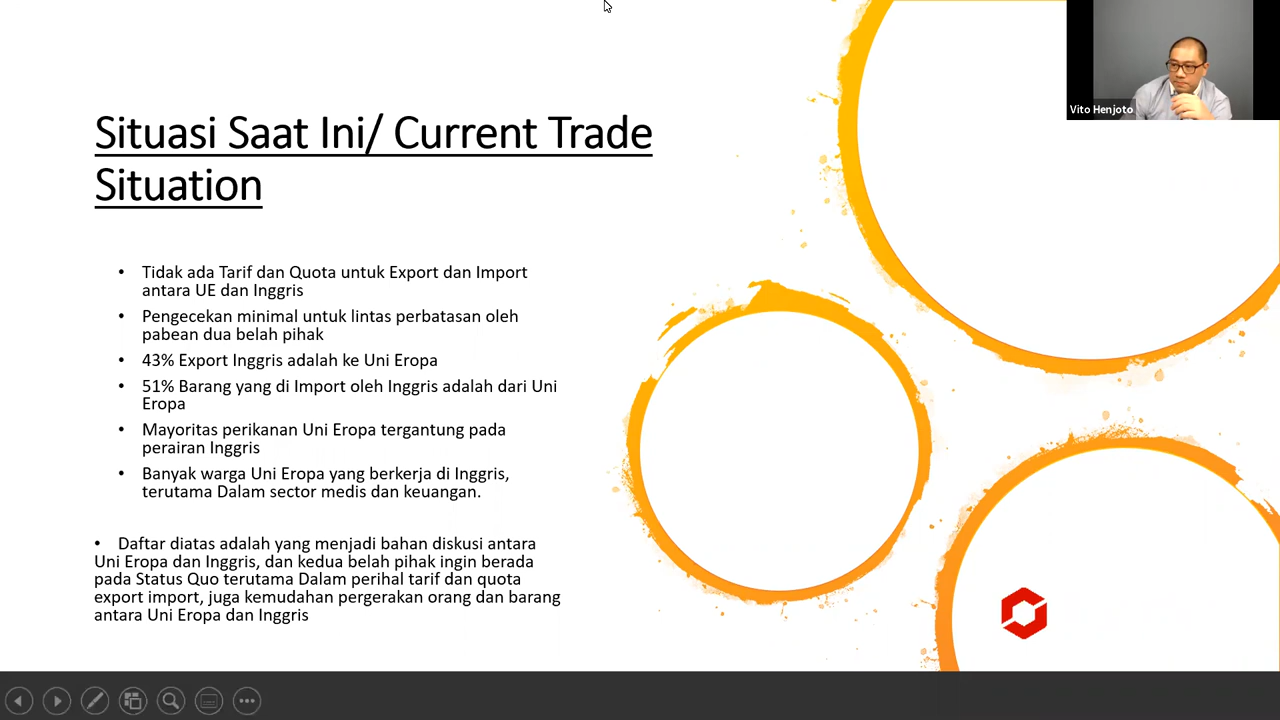 Vito Henjoto
Situasi Saat Ini/ Current Trade
Situation
• Tidak ada Tarif dan Quota untuk Export dan Import
antara UE dan Inggris
• Pengecekan minimal untuk lintas perbatasan oleh
pabean dua belah pihak
• 43% Export Inggris adalah ke Uni Eropa
• 51% Barang yang di Import oleh Inggris adalah dari Uni
Eropa
• Mayoritas perikanan Uni Eropa tergantung pada
perairan Inggris
• Banyak warga Uni Eropa yang berkerja di Inggris,
terutama Dalam sector medis dan keuangan.
• Daftar diatas adalah yang menjadi bahan diskusi antara
Uni Eropa dan Inggris, dan kedua belah pihak ingin berada
pada Status Quo terutama Dalam perihal tarif dan quota
export import, juga kemudahan pergerakan orang dan barang
antara Uni Eropa dan Inggris